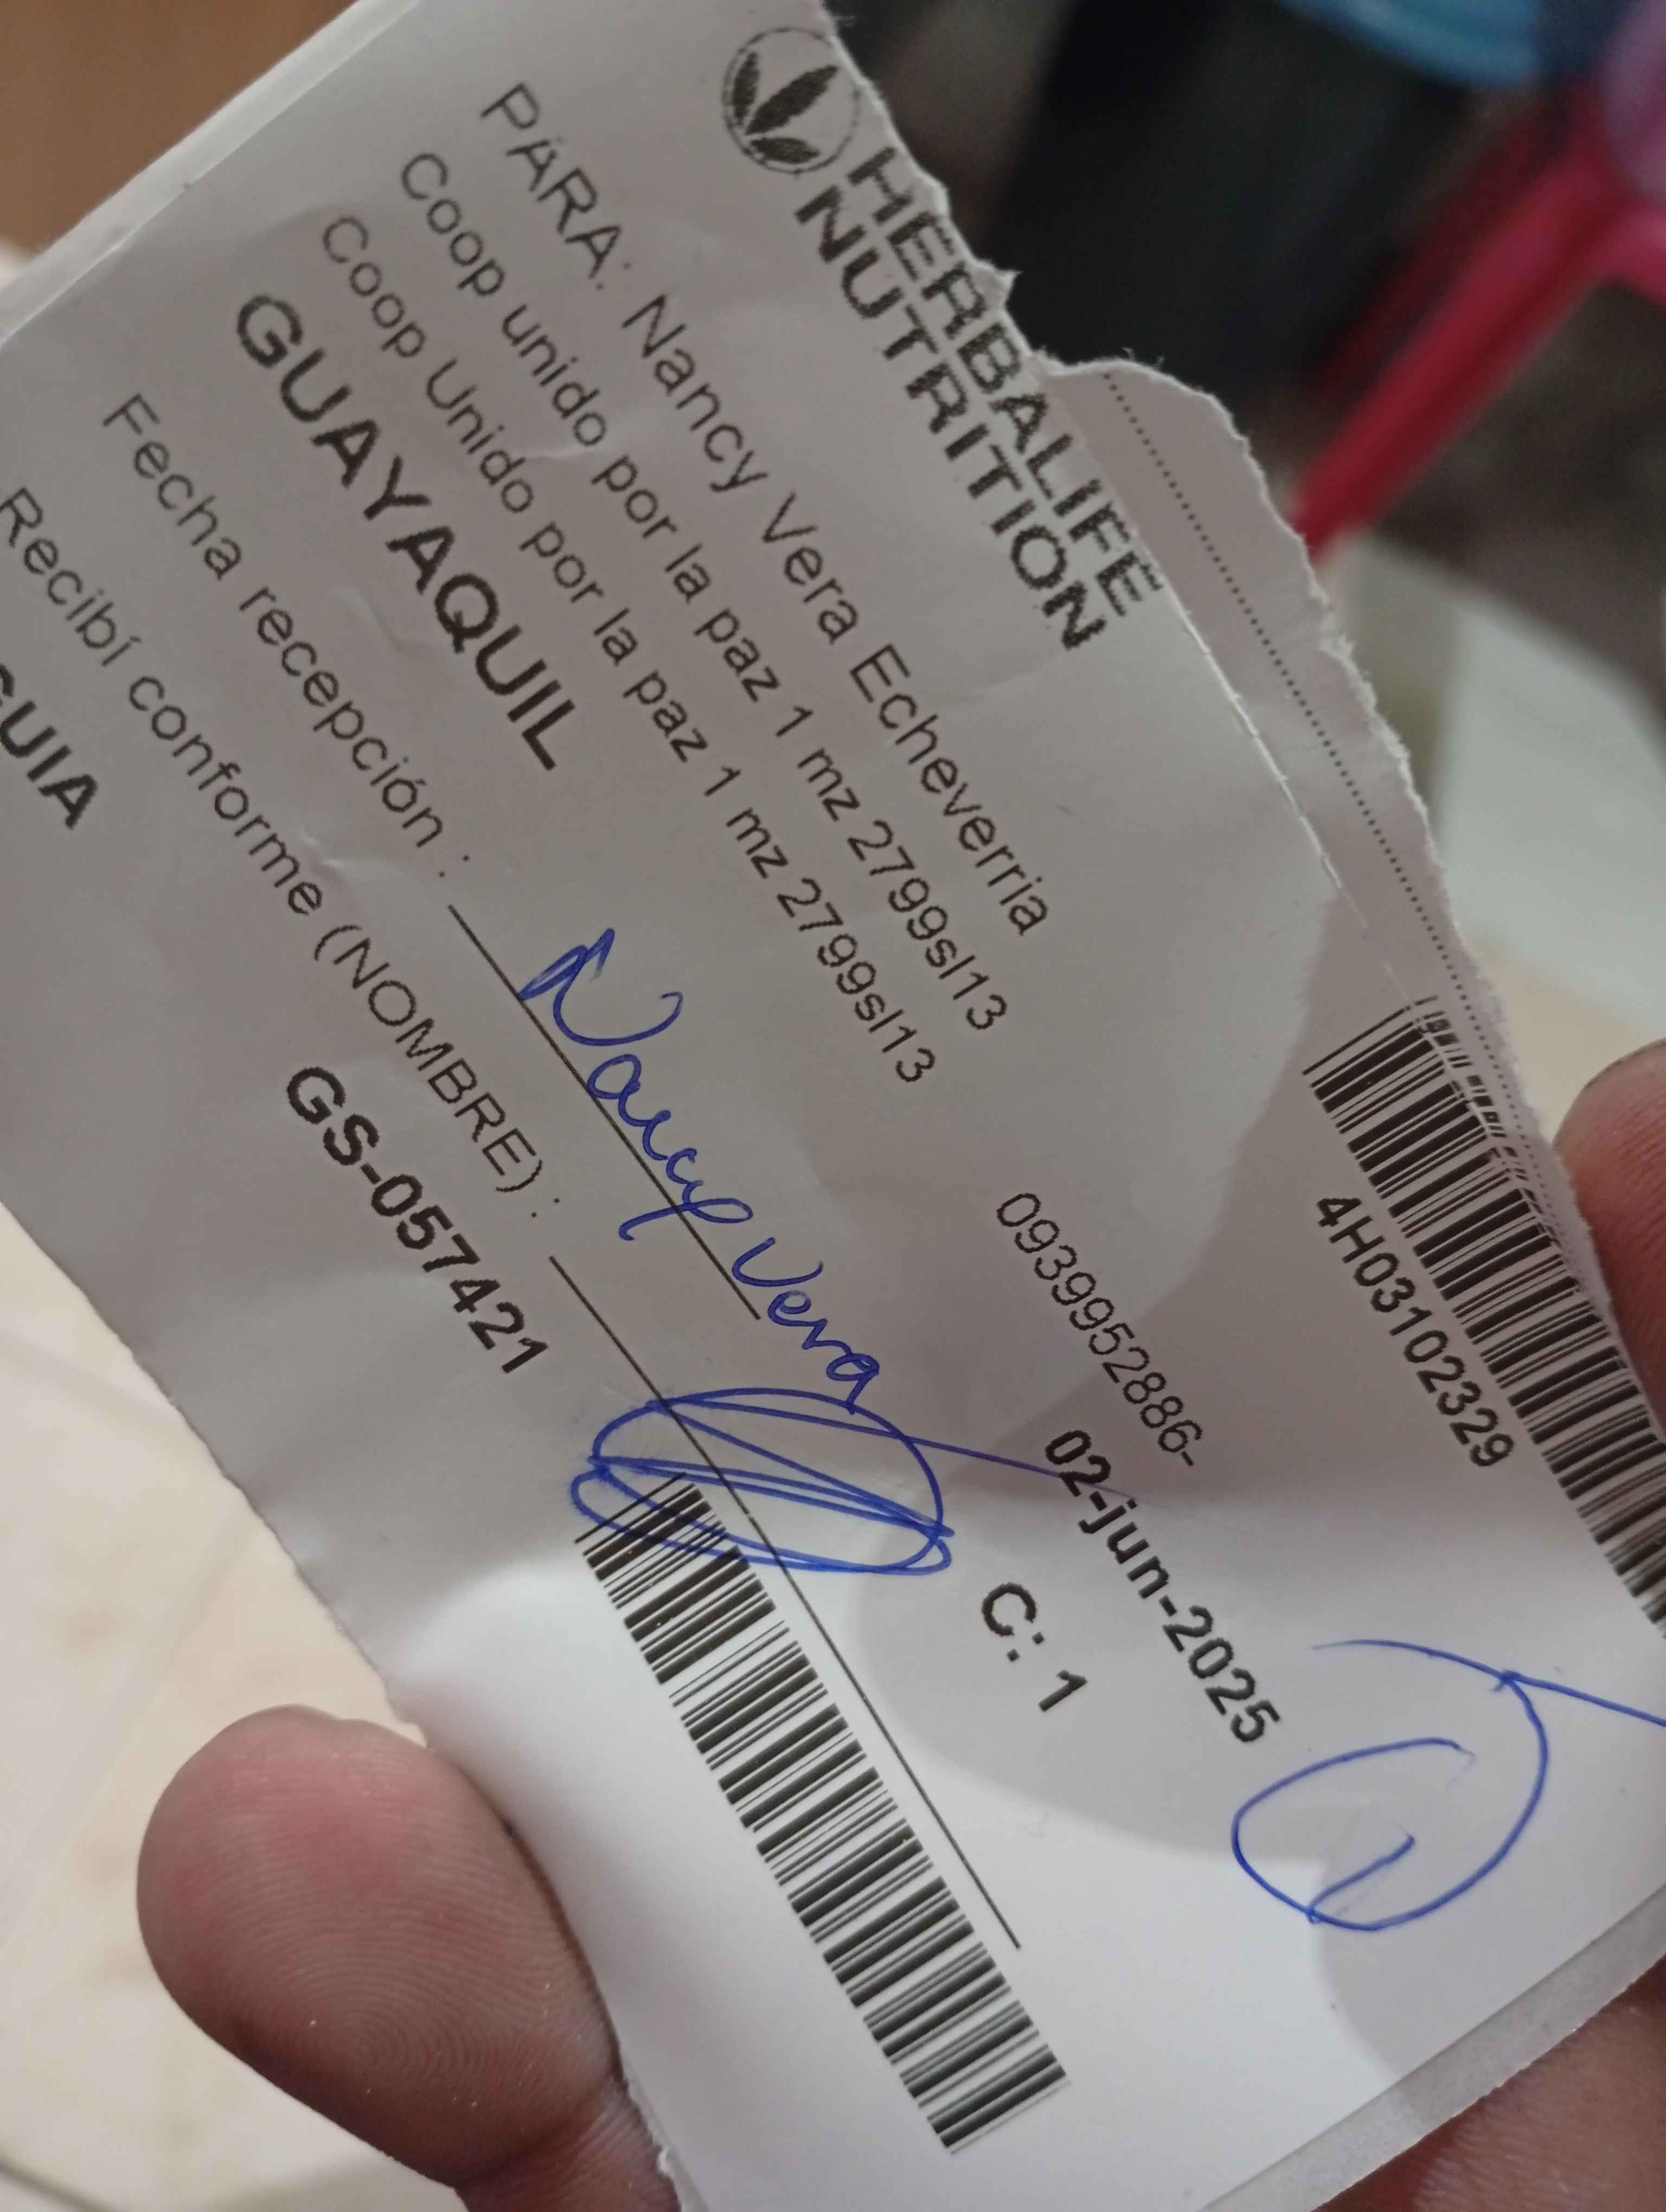 HERBALIFE
NUTRITION
4H03102329
PARA: Nancy Vera Echeverria
Coop unido por la paz 1 mz 2799sl13
0939952886-
Coop Unido por la paz 1 mz 2799sl13
02-jun-2025
GUAYAQUIL
C: 1
Fecha recepción :
Nancy Vera
Recibí conforme (NOMBRE) :
GUIA
GS-057421